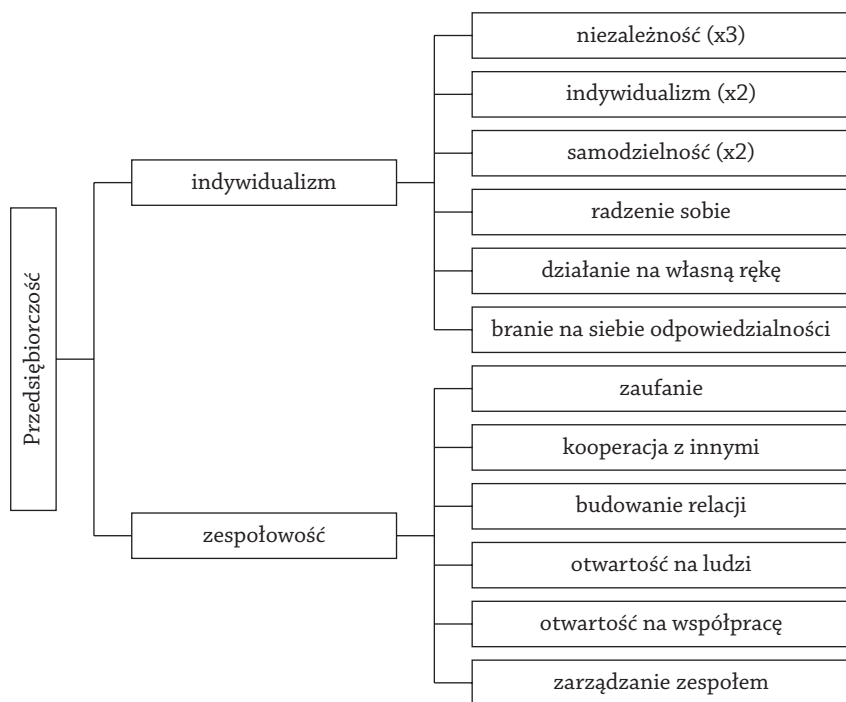 Przedsiębiorczość
indywidualizm
niezależność (x3)
indywidualizm (x2)
samodzielność (x2)
radzenie sobie
działanie na własną rękę
branie na siebie odpowiedzialności
zespołowość
zaufanie
kooperacja z innymi
budowanie relacji
otwartość na ludzi
otwartość na współpracę
zarządzanie zespołem